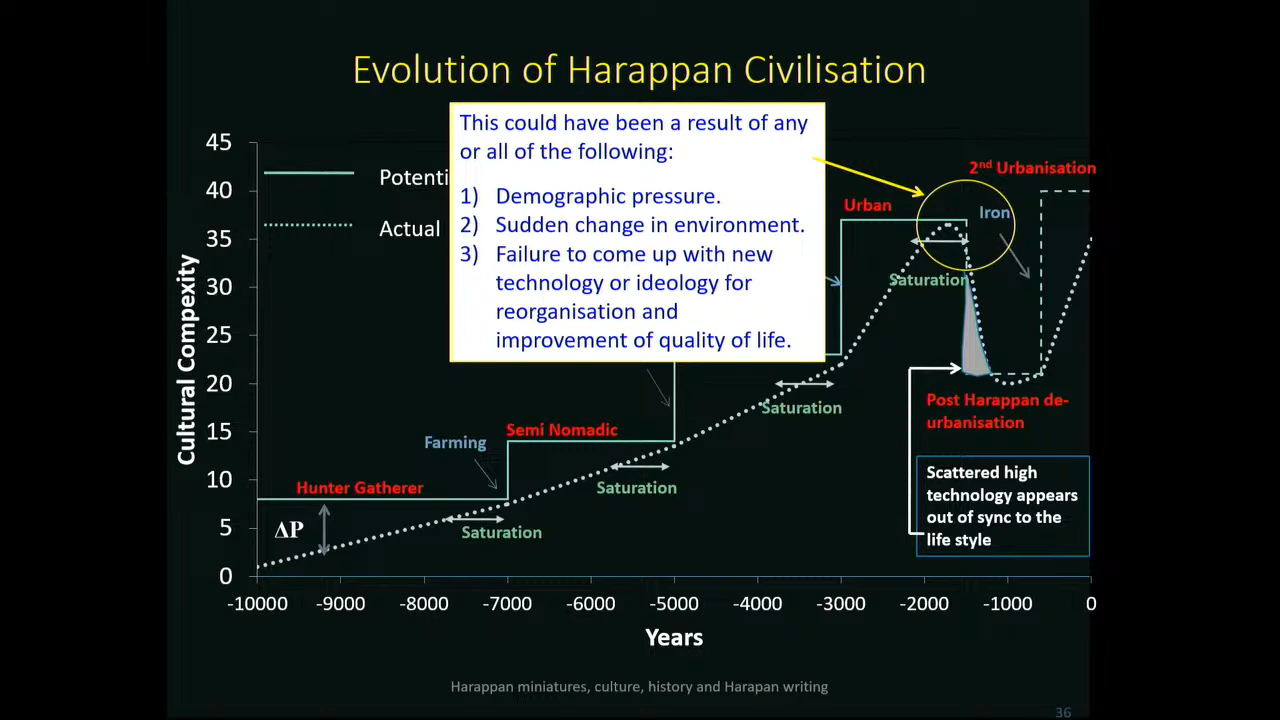 Evolution of Harappan Civilisation
This could have been a result of any
or all of the following:
1) Demographic pressure.
2) Sudden change in environment.
3) Failure to come up with new
technology or ideology for
reorganisation and
improvement of quality of life.
45
40
35
30
25
20
15
10
5
0
Cultural Compexity
Potenti
Actual
2nd Urbanisation
Urban
Iron
Saturation
Saturation
Post Harappan de-
urbanisation
Semi Nomadic
Farming
Saturation
Hunter Gatherer
ΔP
Saturation
Scattered high
technology appears
out of sync to the
life style
-10000 -9000 -8000 -7000 -6000 -5000 -4000 -3000 -2000 -1000 0
Years
Harappan miniatures, culture, history and Harapan writing
36